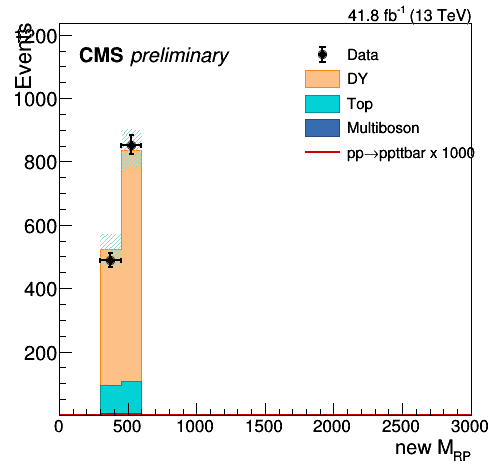 41.8 fb⁻¹ (13 TeV)
Events
CMS preliminary
Data
DY
Top
Multiboson
pp→ppttbar x 1000
1200
1000
800
600
400
200
0 500 1000 1500 2000 2500 3000
new M_RP